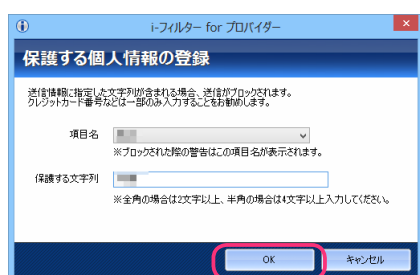 i-フィルター for プロバイダー
保護する個人情報の登録
送信情報に指定した文字列が含まれる場合、送信がブロックされます。
クレジットカード番号などは一部のみ入力することをお勧めします。
項目名
※ブロックされた際の警告はこの項目名が表示されます。
保護する文字列
※全角の場合は2文字以上、半角の場合は4文字以上入力してください。
OK
キャンセル